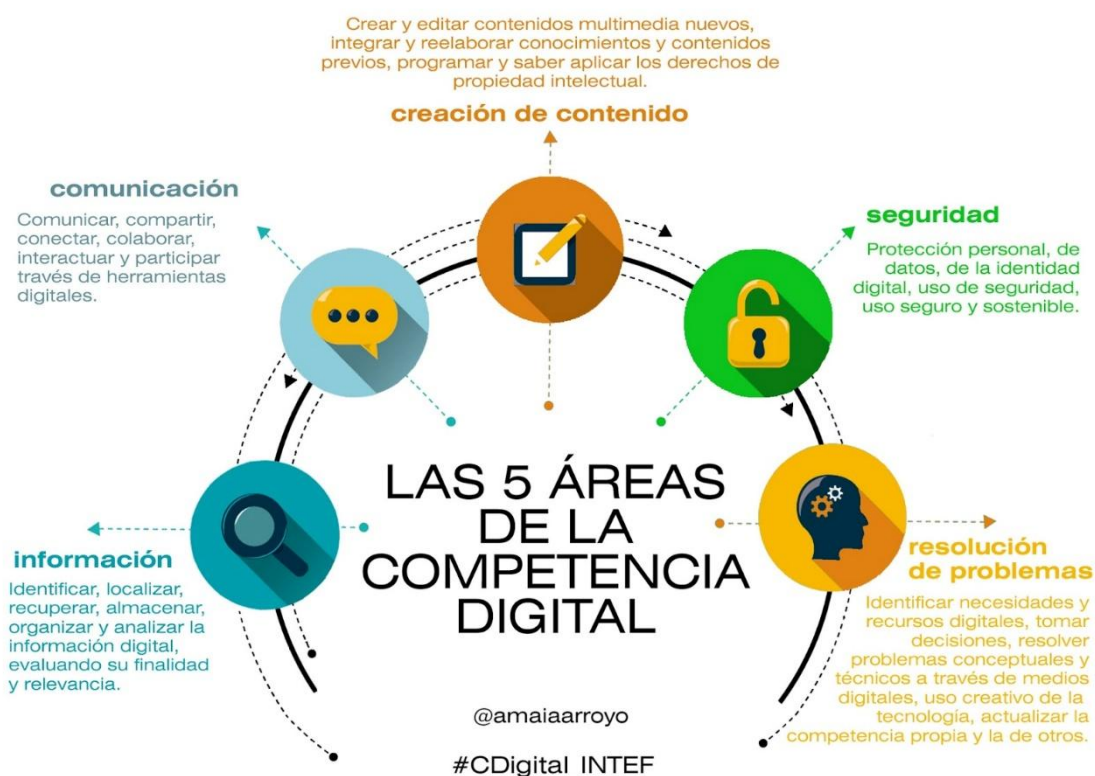 Crear y editar contenidos multimedia nuevos,
integrar y reelaborar conocimientos y contenidos
previos, programar y saber aplicar los derechos de
propiedad intelectual.
creación de contenido
comunicación
Comunicar, compartir,
conectar, colaborar,
interactuar y participar
través de herramientas
digitales.
seguridad
Protección personal, de
datos, de la identidad
digital, uso de seguridad,
uso seguro y sostenible.
información
Identificar, localizar,
recuperar, almacenar,
organizar y analizar la
información digital,
evaluando su finalidad
y relevancia.
LAS 5 ÁREAS
DE LA
COMPETENCIA
DIGITAL
resolución
de problemas
Identificar necesidades y
recursos digitales, tomar
decisiones, resolver
problemas conceptuales y
técnicos a través de medios
digitales, uso creativo de la
tecnología, actualizar la
competencia propia y la de otros.
@amaiaarroyo
#CDigital_INTEF